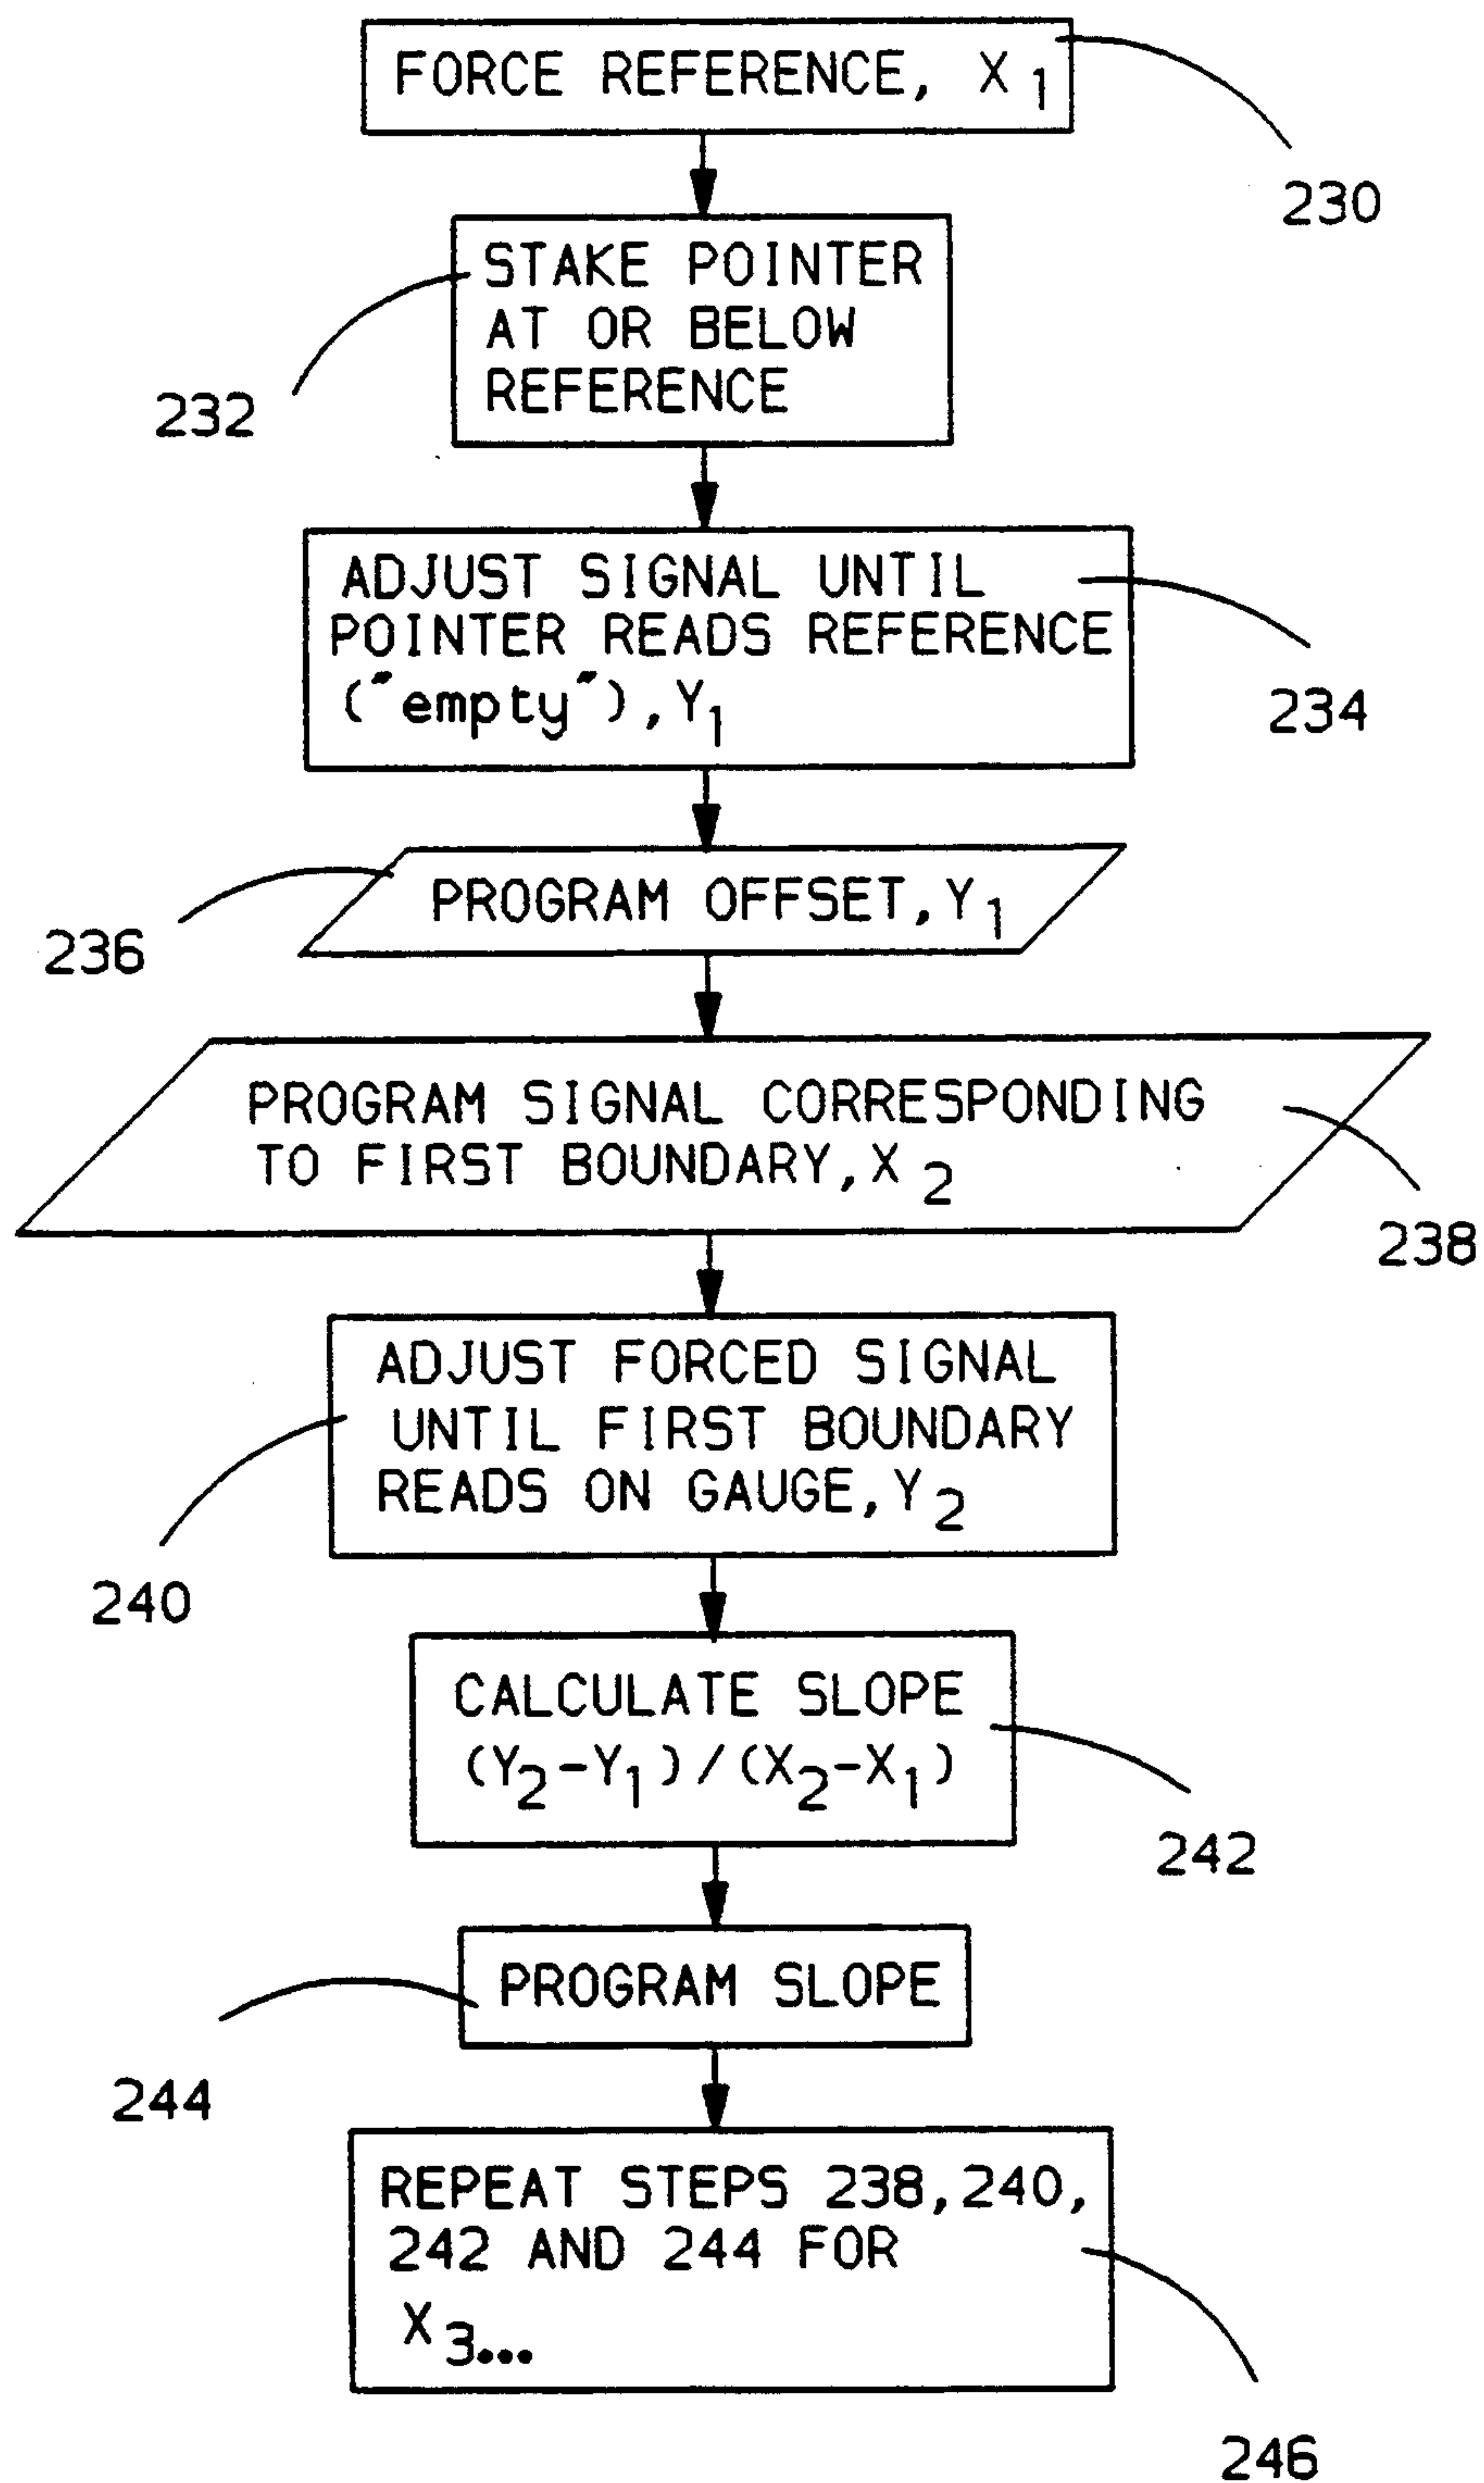 FORCE REFERENCE, X1
230
STAKE POINTER
AT OR BELOW
REFERENCE
232
ADJUST SIGNAL UNTIL
POINTER READS REFERENCE
("empty"), Y1
234
PROGRAM OFFSET, Y1
236
PROGRAM SIGNAL CORRESPONDING
TO FIRST BOUNDARY, X2
238
ADJUST FORCED SIGNAL
UNTIL FIRST BOUNDARY
READS ON GAUGE, Y2
240
CALCULATE SLOPE
(Y2-Y1)/(X2-X1)
242
PROGRAM SLOPE
244
REPEAT STEPS 238, 240,
242 AND 244 FOR
X3...
246